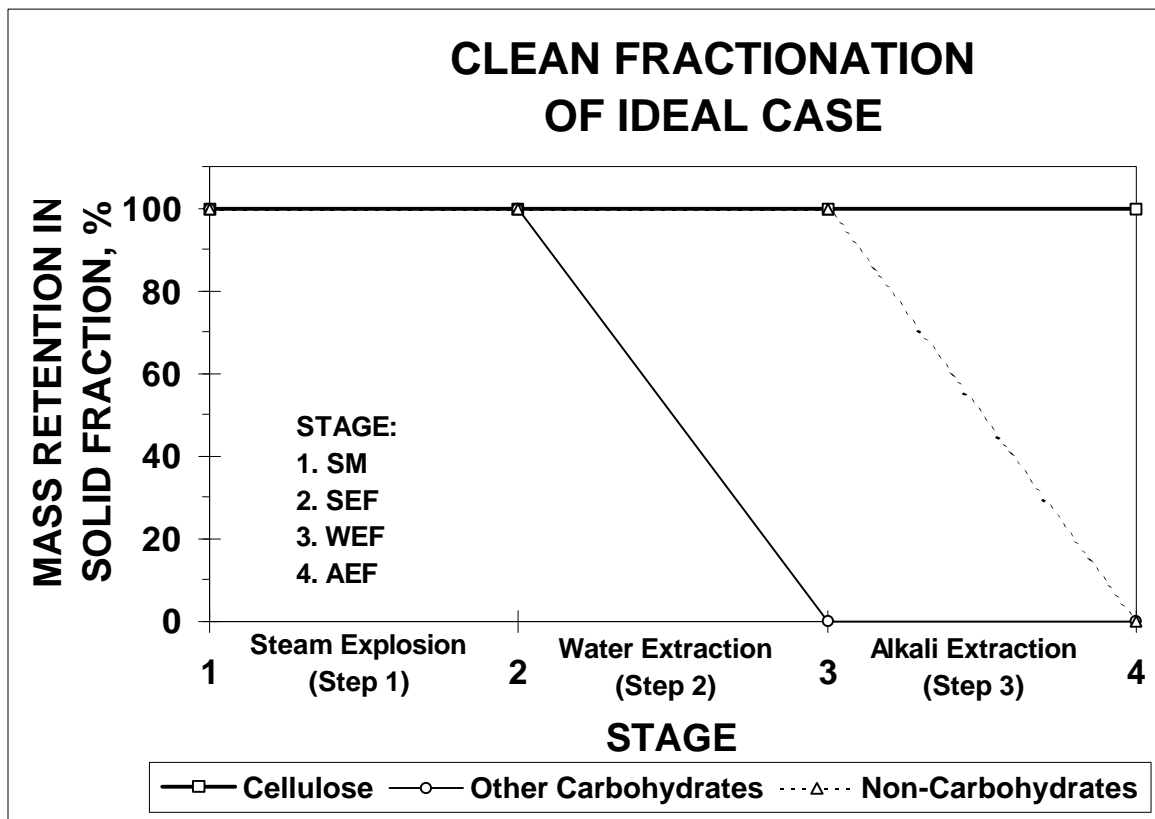 CLEAN FRACTIONATION
OF IDEAL CASE
MASS RETENTION IN
SOLID FRACTION, %
100
80
60
40
20
0
STAGE:
1. SM
2. SEF
3. WEF
4. AEF
Steam Explosion
(Step 1)
Water Extraction
(Step 2)
Alkali Extraction
(Step 3)
1 2 3 4
STAGE
Cellulose Other Carbohydrates Non-Carbohydrates